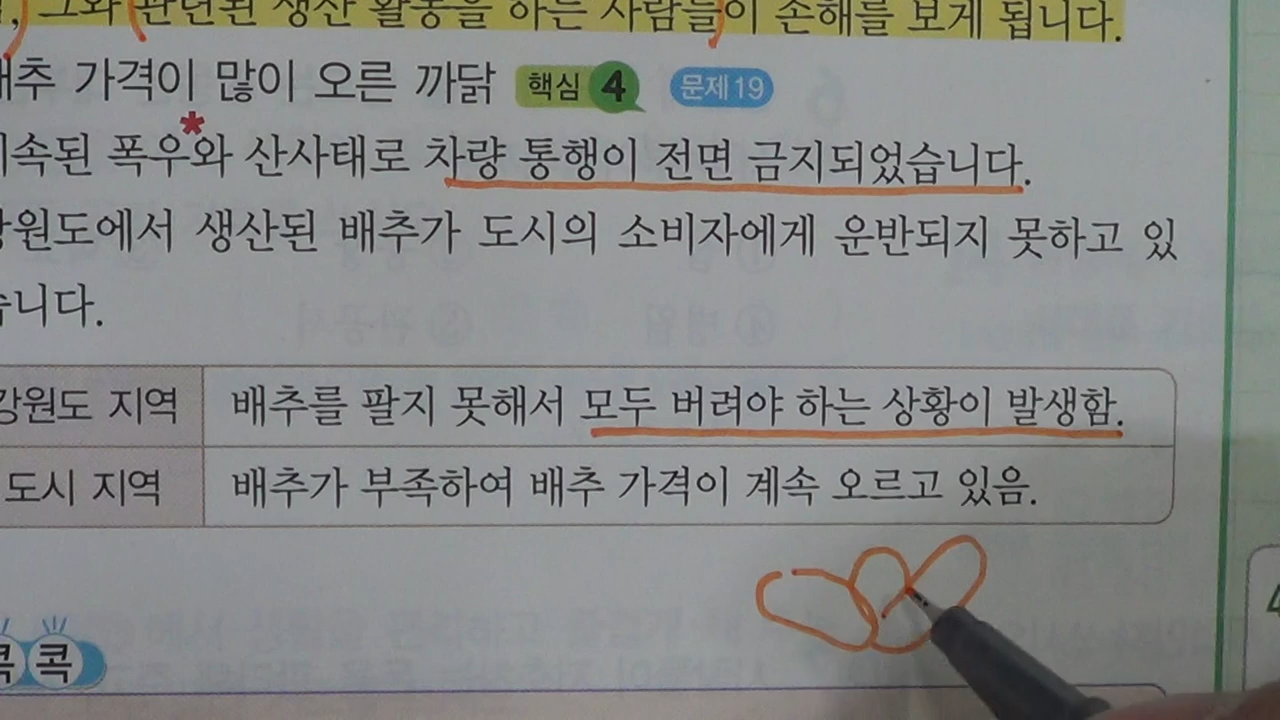 그와 관련된 생산 활동을 하는 사람들이 손해를 보게 됩니다.
배추 가격이 많이 오른 까닭 핵심 4 문제 19
폭우*와 산사태로 차량 통행이 전면 금지되었습니다.
강원도에서 생산된 배추가 도시의 소비자에게 운반되지 못하고 있
습니다.
강원도 지역 배추를 팔지 못해서 모두 버려야 하는 상황이 발생함.
도시 지역 배추가 부족하여 배추 가격이 계속 오르고 있음.
콕 콕